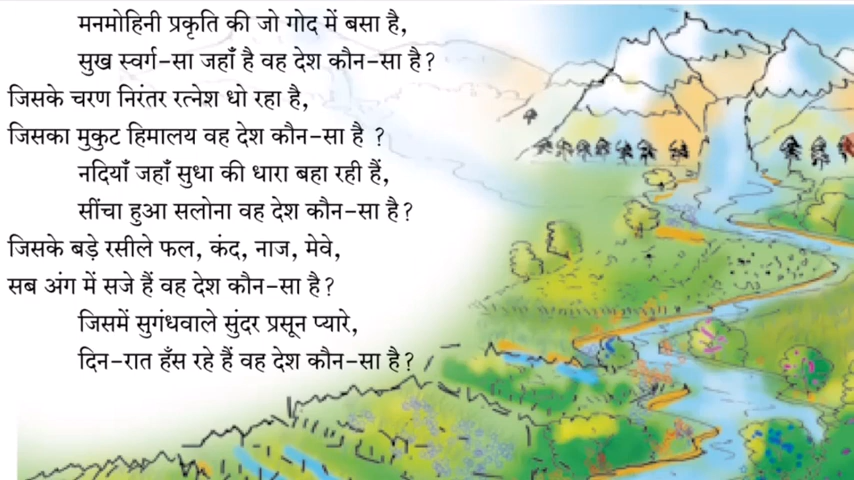 मनमोहिनी प्रकृति की जो गोद में बसा है,
सुख स्वर्ग-सा जहाँ है वह देश कौन-सा है?
जिसके चरण निरंतर रत्नेश धो रहा है,
जिसका मुकुट हिमालय वह देश कौन-सा है ?
नदियाँ जहाँ सुधा की धारा बहा रही हैं,
सींचा हुआ सलोना वह देश कौन-सा है?
जिसके बड़े रसीले फल, कंद, नाज, मेवे,
सब अंग में सजे हैं वह देश कौन-सा है?
जिसमें सुगंधवाले सुंदर प्रसून प्यारे,
दिन-रात हँस रहे हैं वह देश कौन-सा है?